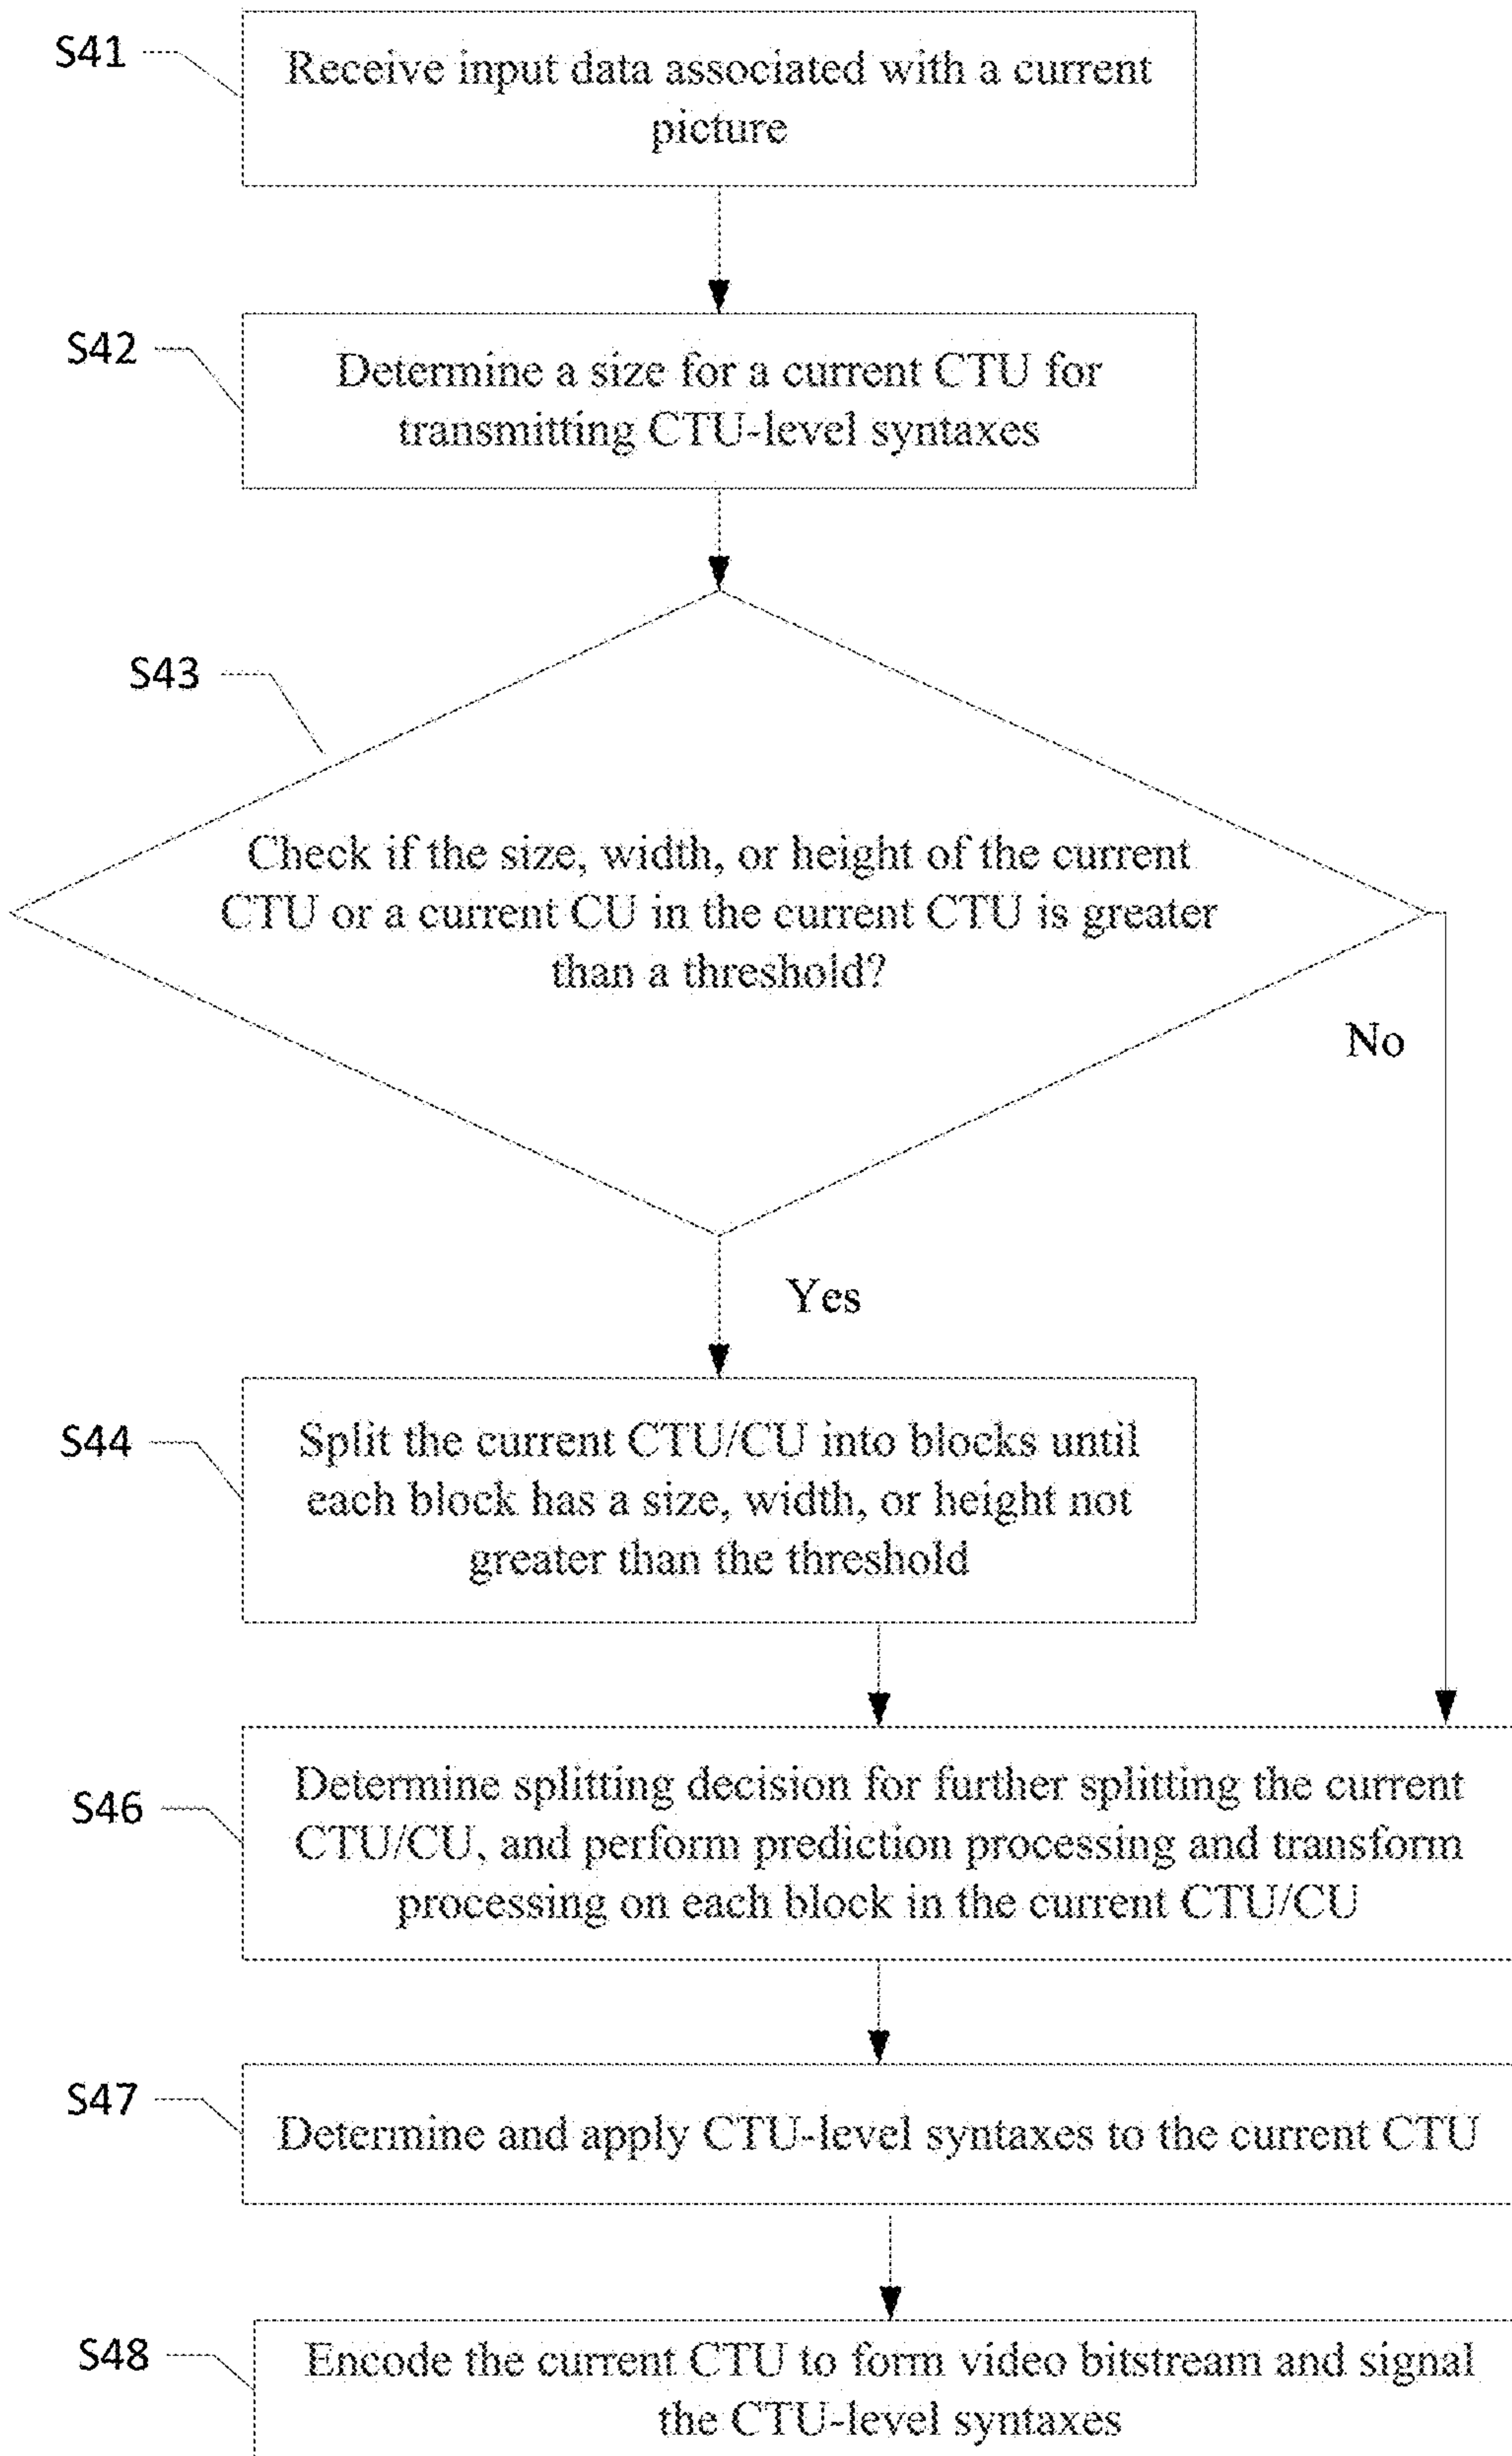 S41
Receive input data associated with a current
picture
S42
Determine a size for a current CTU for
transmitting CTU-level syntaxes
S43
Check if the size, width, or height of the current
CTU or a current CU in the current CTU is greater
than a threshold?
No
Yes
S44
Split the current CTU/CU into blocks until
each block has a size, width, or height not
greater than the threshold
S46
Determine splitting decision for further splitting the current
CTU/CU, and perform prediction processing and transform
processing on each block in the current CTU/CU
S47
Determine and apply CTU-level syntaxes to the current CTU
S48
Encode the current CTU to form video bitstream and signal
the CTU-level syntaxes